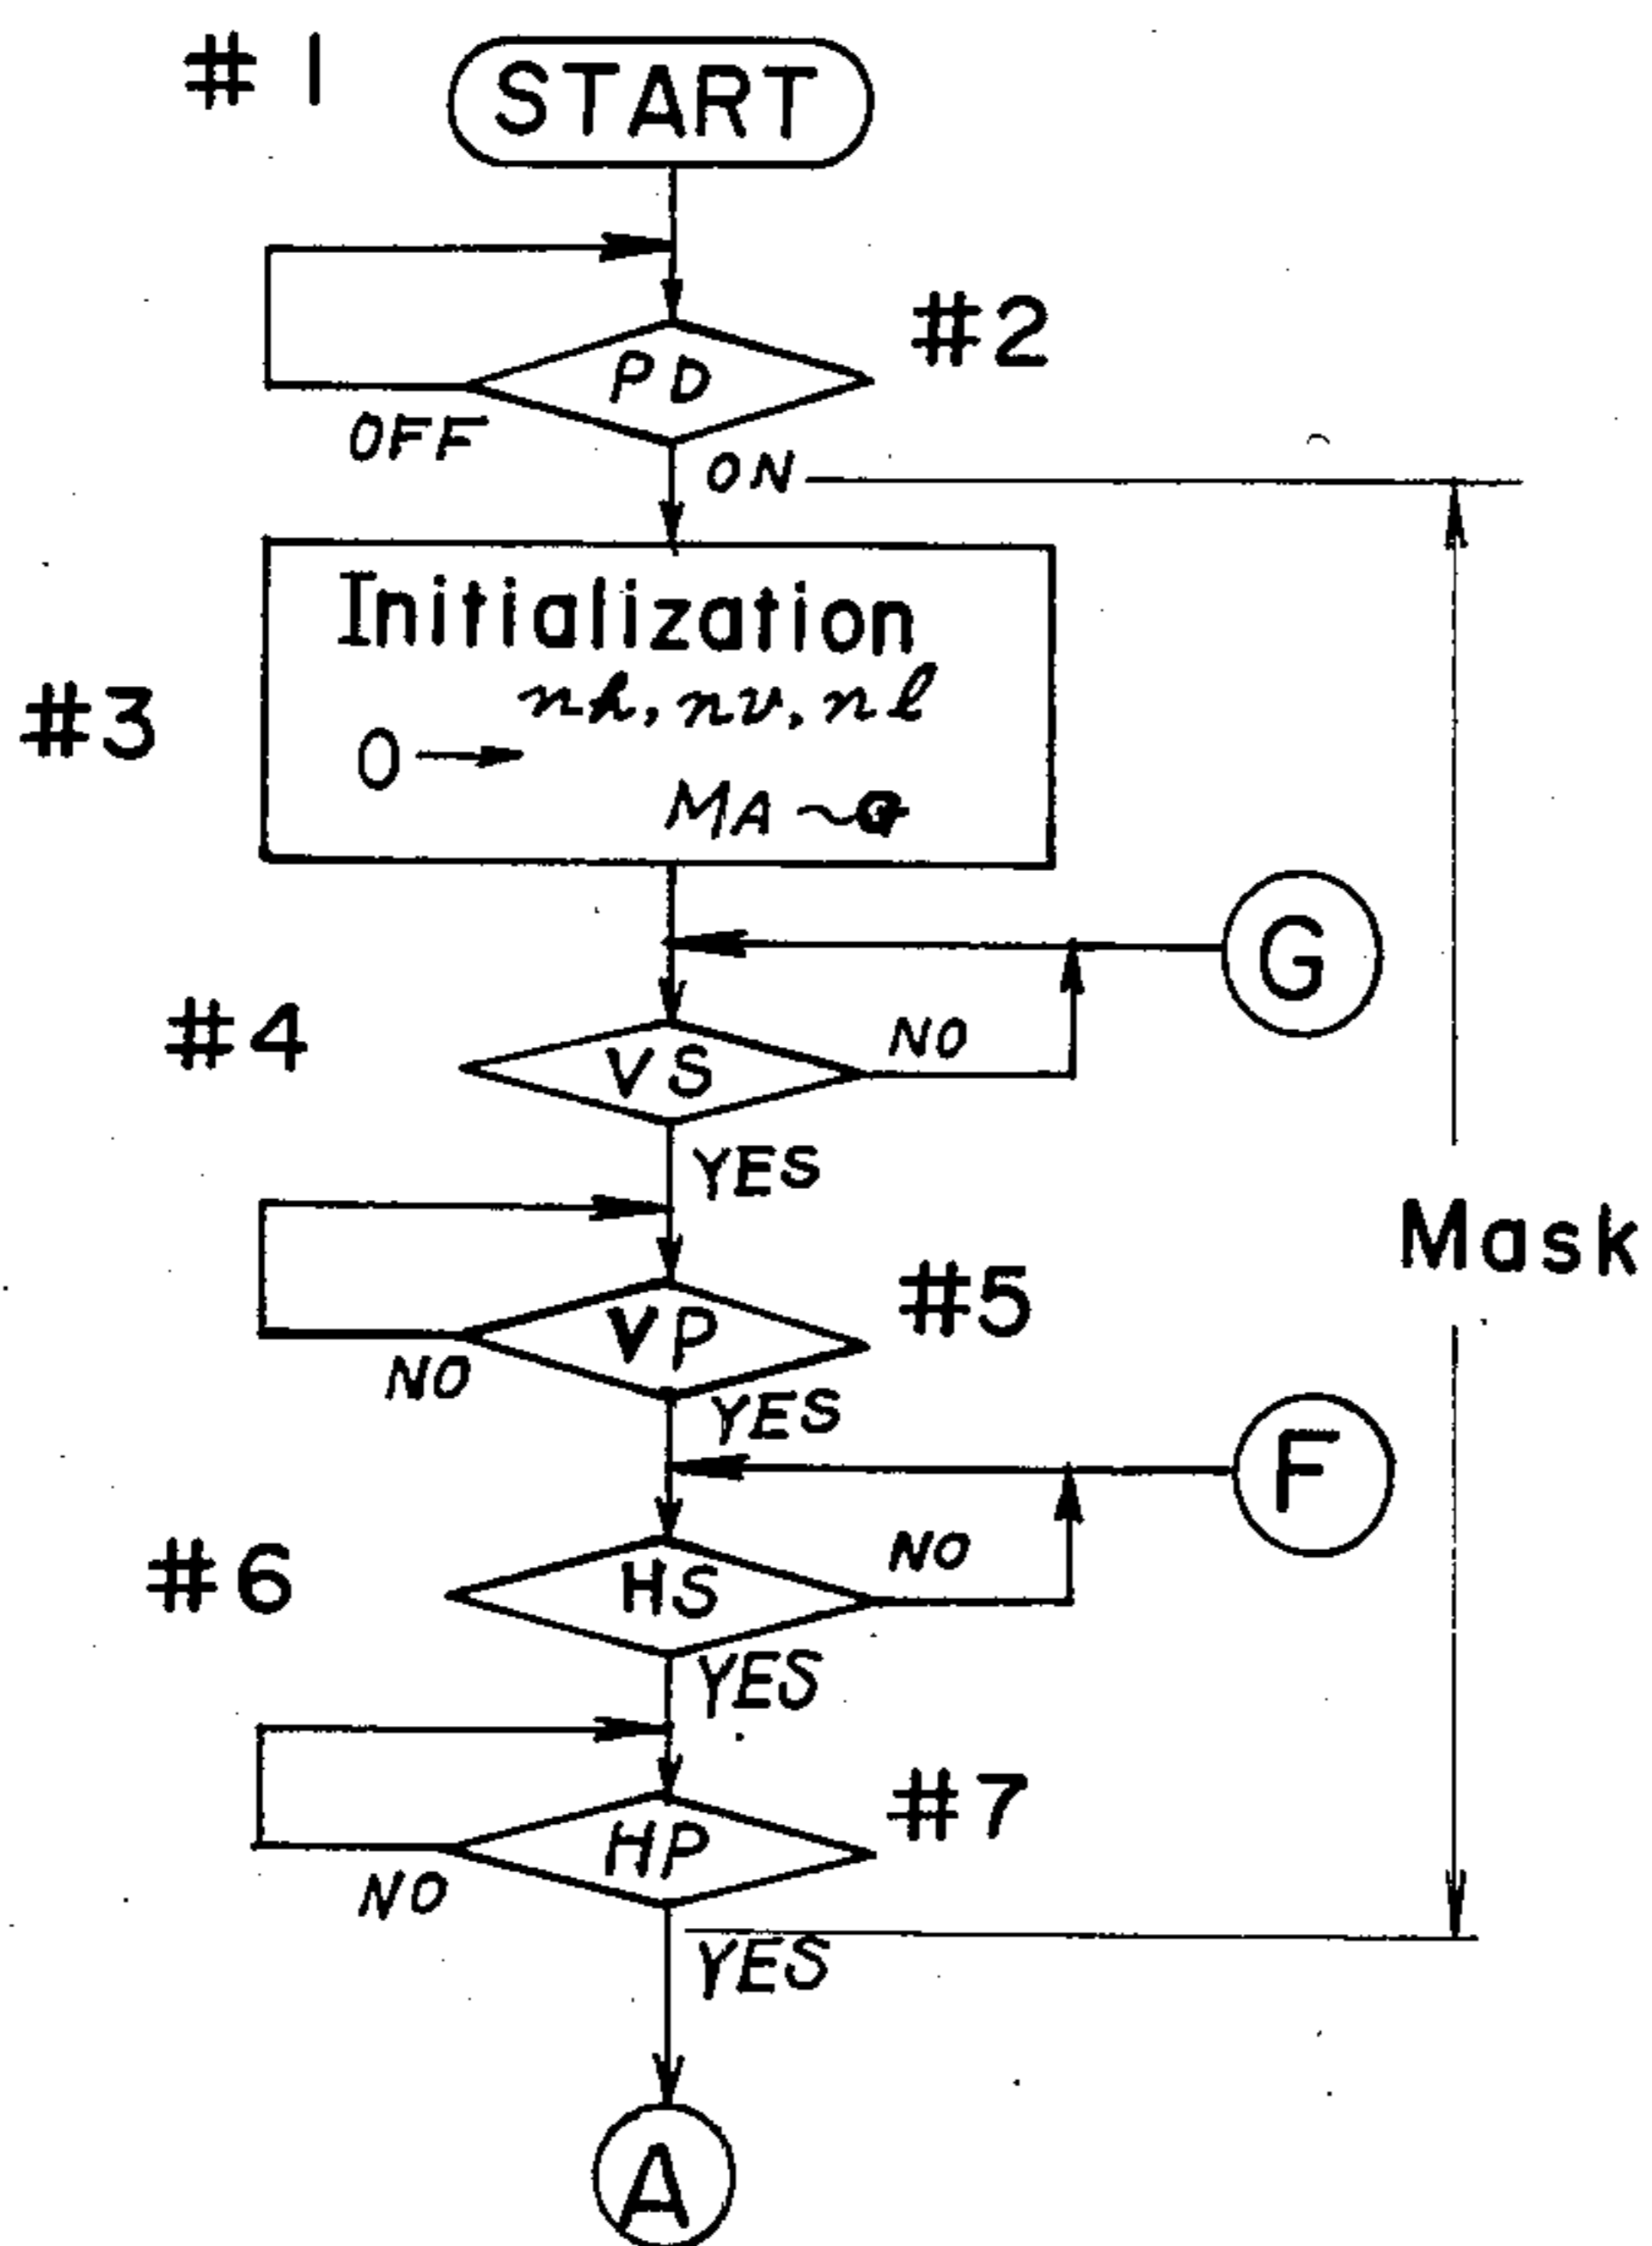 #1
START
#2
PD
OFF
ON
Initialization
nh, nv, nl
#3
0 →
MA ~
G
#4
VS
NO
YES
Mask
#5
VP
NO
YES
F
#6
HS
NO
YES
#7
HP
NO
YES
A